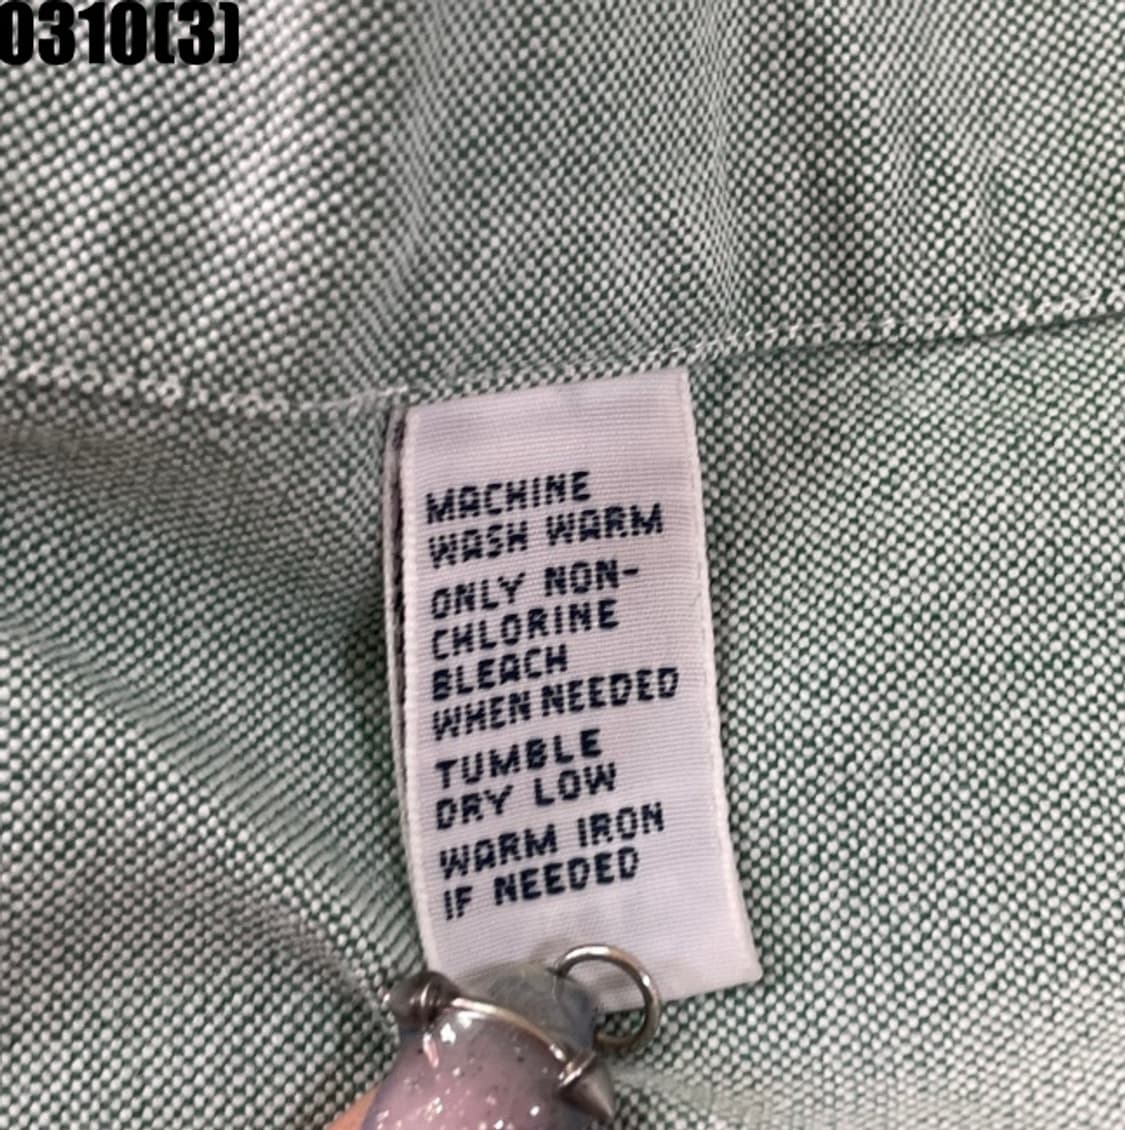 0310(3)
MACHINE
WASH WARM
ONLY NON-
CHLORINE
BLEACH
WHEN NEEDED
TUMBLE
DRY LOW
WARM IRON
IF NEEDED